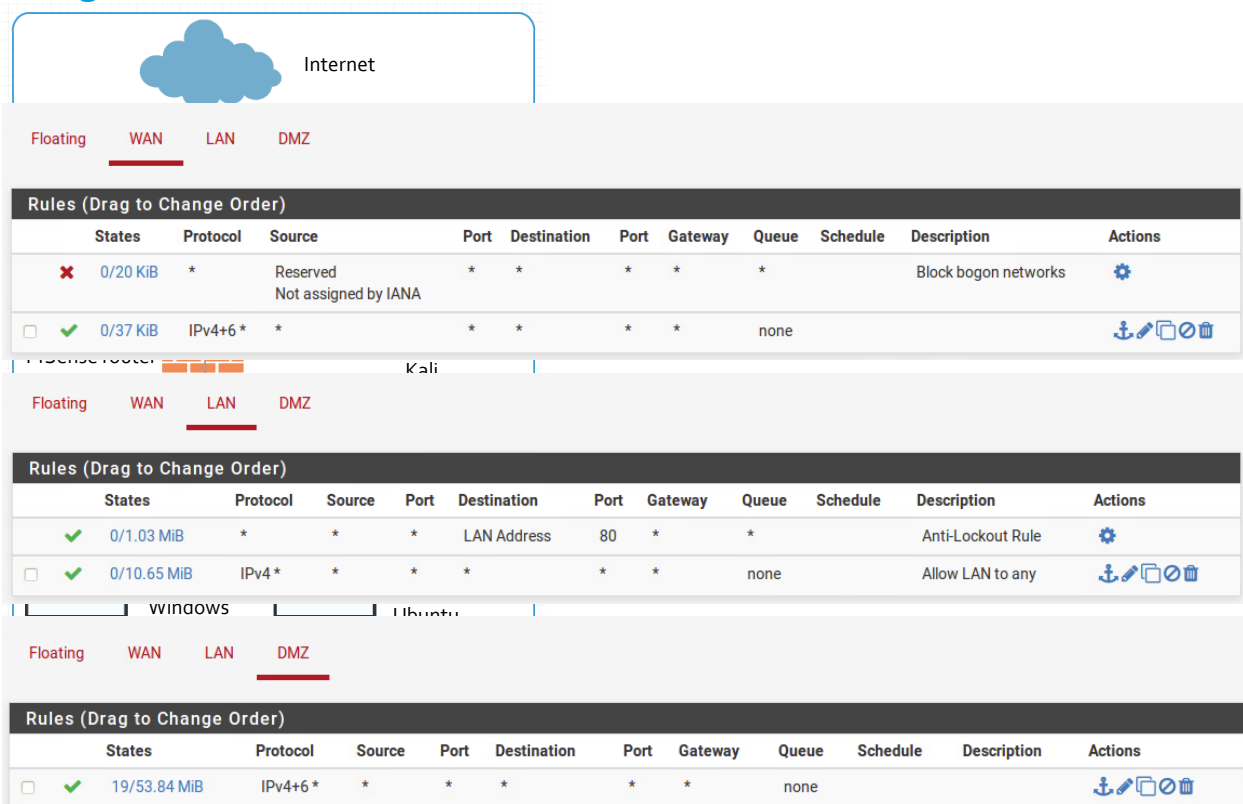 Internet
Floating WAN LAN DMZ
Rules (Drag to Change Order)
States Protocol Source Port Destination Port Gateway Queue Schedule Description Actions
0/20 KiB * Reserved * * * * * Block bogon networks
Not assigned by IANA
0/37 KiB IPv4+6 * * * * * * none
router Kali
Floating WAN LAN DMZ
Rules (Drag to Change Order)
States Protocol Source Port Destination Port Gateway Queue Schedule Description Actions
0/1.03 MiB * * * LAN Address 80 * * Anti-Lockout Rule
0/10.65 MiB IPv4 * * * * * * none Allow LAN to any
Windows Ubuntu
Floating WAN LAN DMZ
Rules (Drag to Change Order)
States Protocol Source Port Destination Port Gateway Queue Schedule Description Actions
19/53.84 MiB IPv4+6 * * * * * * none